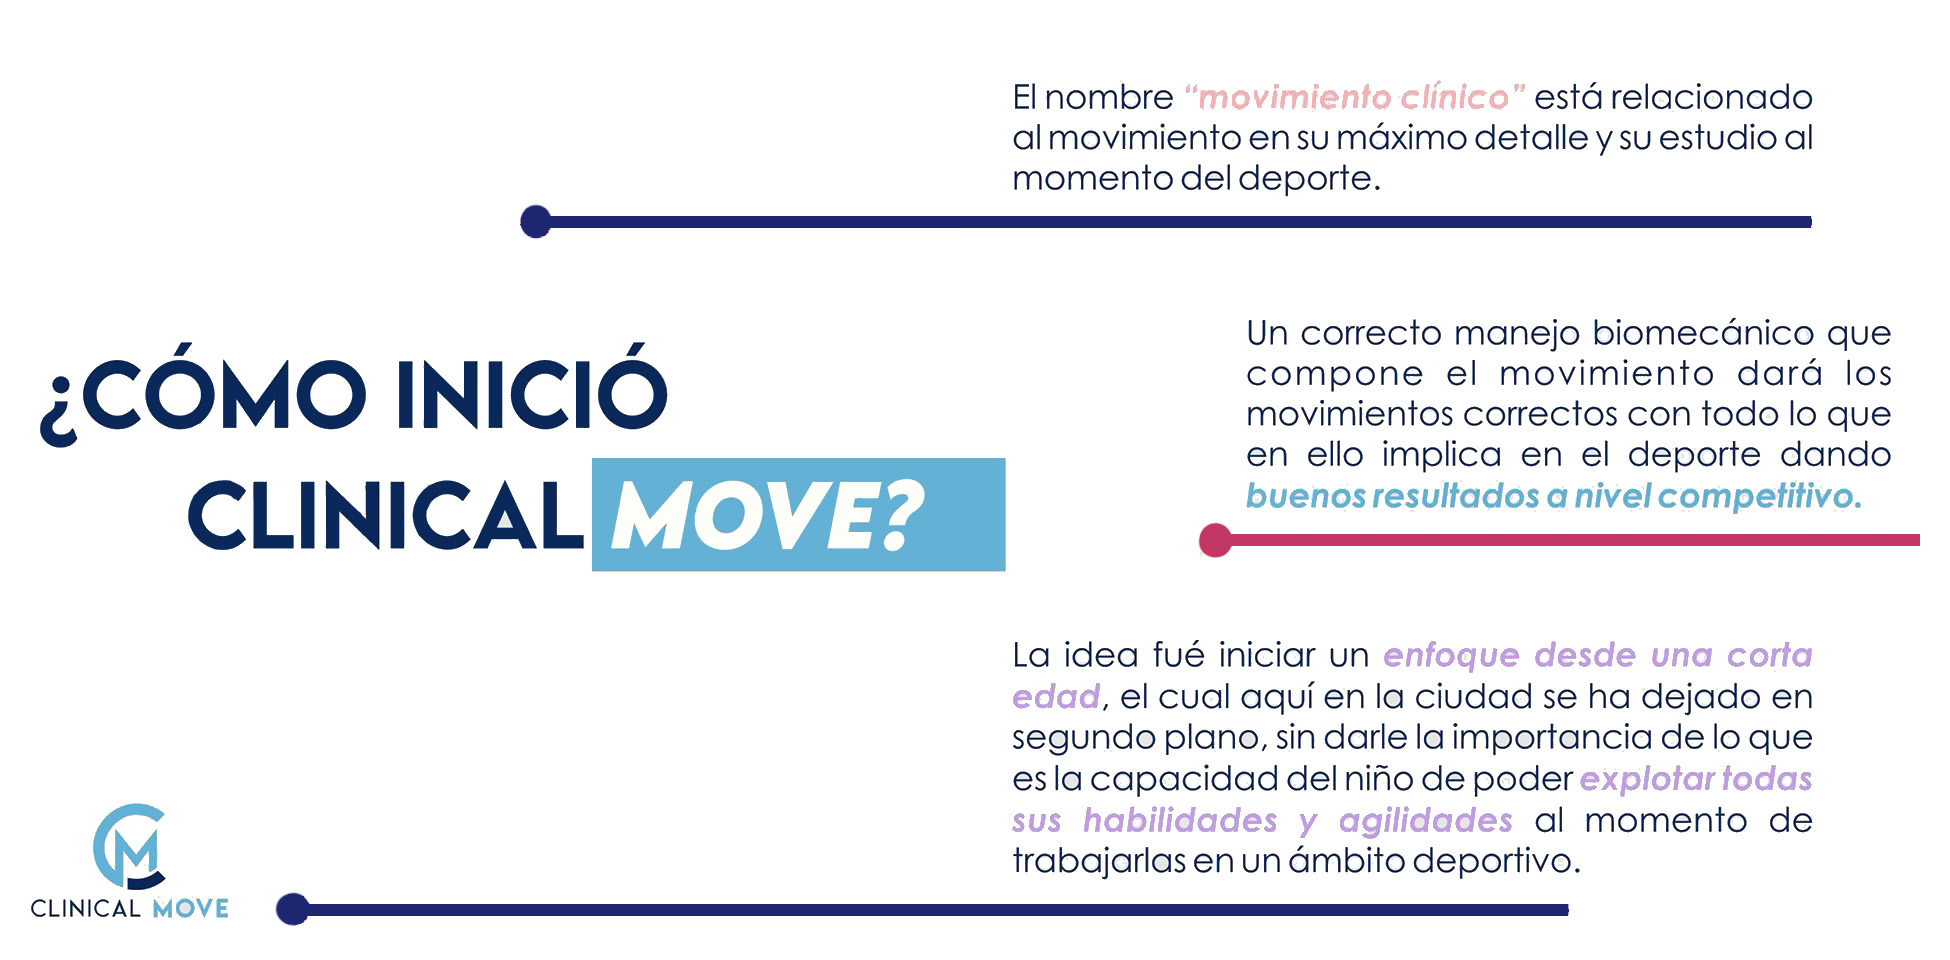 El nombre “movimiento clínico” está relacionado
al movimiento en su máximo detalle y su estudio al
momento del deporte.
¿CÓMO INICIÓ
CLINICAL MOVE?
Un correcto manejo biomecánico que
compone el movimiento dará los
movimientos correctos con todo lo que
en ello implica en el deporte dando
buenos resultados a nivel competitivo.
La idea fué iniciar un enfoque desde una corta
edad, el cual aquí en la ciudad se ha dejado en
segundo plano, sin darle la importancia de lo que
es la capacidad del niño de poder explotar todas
sus habilidades y agilidades al momento de
trabajarlas en un ámbito deportivo.
CM
CLINICAL MOVE